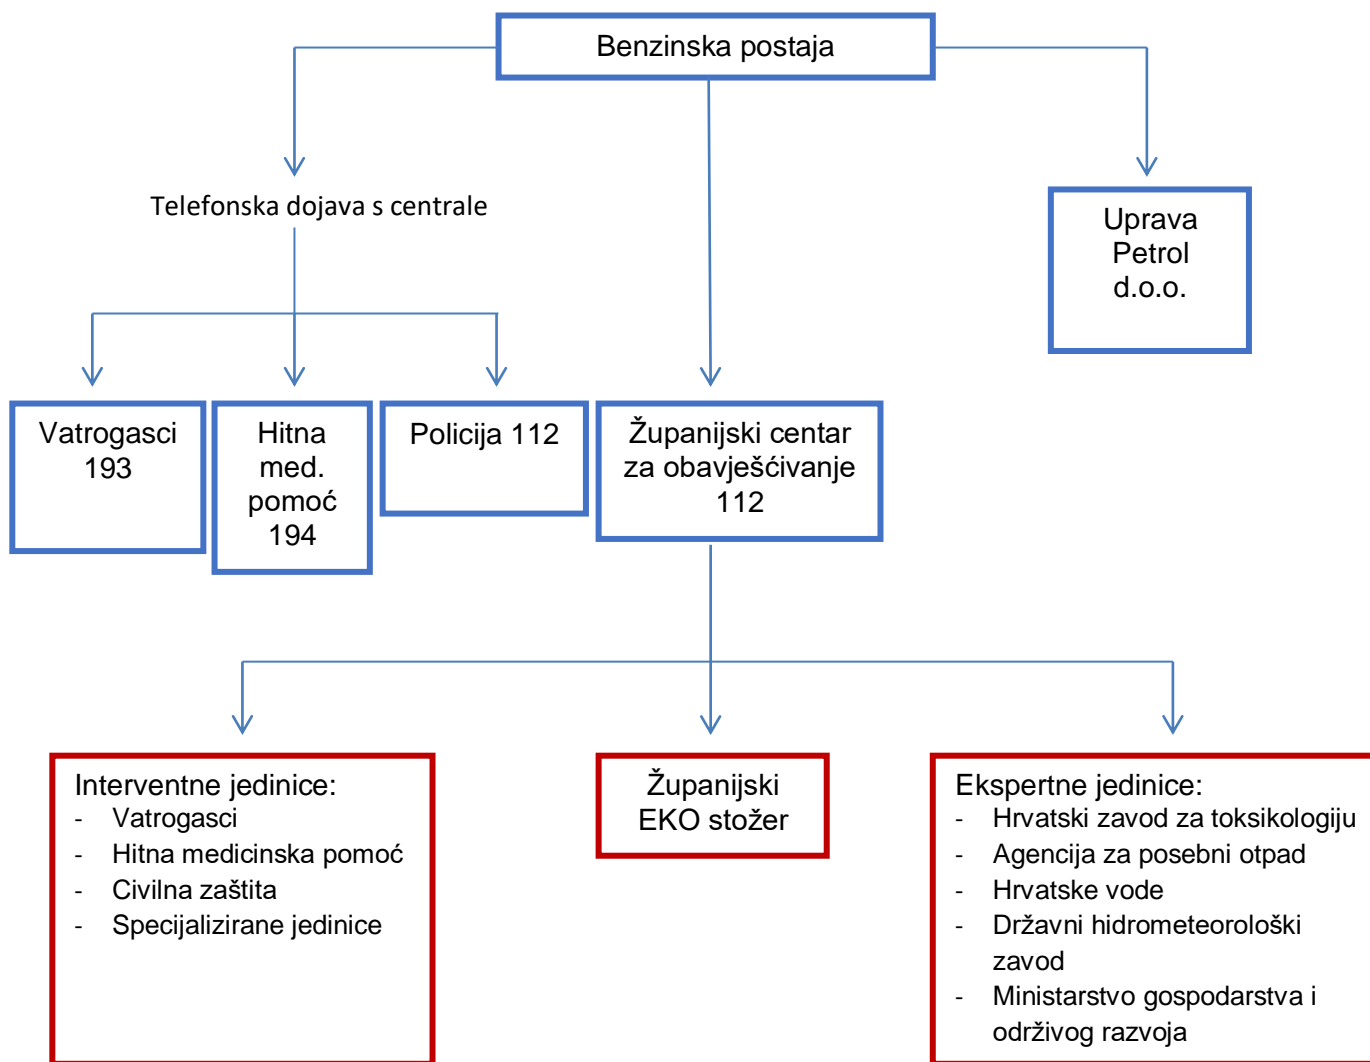 Benzinska postaja
Telefonska dojava s centrale
Uprava
Petrol
d.o.o.
Vatrogasci
193
Hitna
med.
pomoć
194
Policija 112
Županijski centar
za obavješćivanje
112
Interventne jedinice:
- Vatrogasci
- Hitna medicinska pomoć
- Civilna zaštita
- Specijalizirane jedinice
Županijski
EKO stožer
Ekspertne jedinice:
- Hrvatski zavod za toksikologiju
- Agencija za posebni otpad
- Hrvatske vode
- Državni hidrometeorološki
zavod
- Ministarstvo gospodarstva i
održivog razvoja